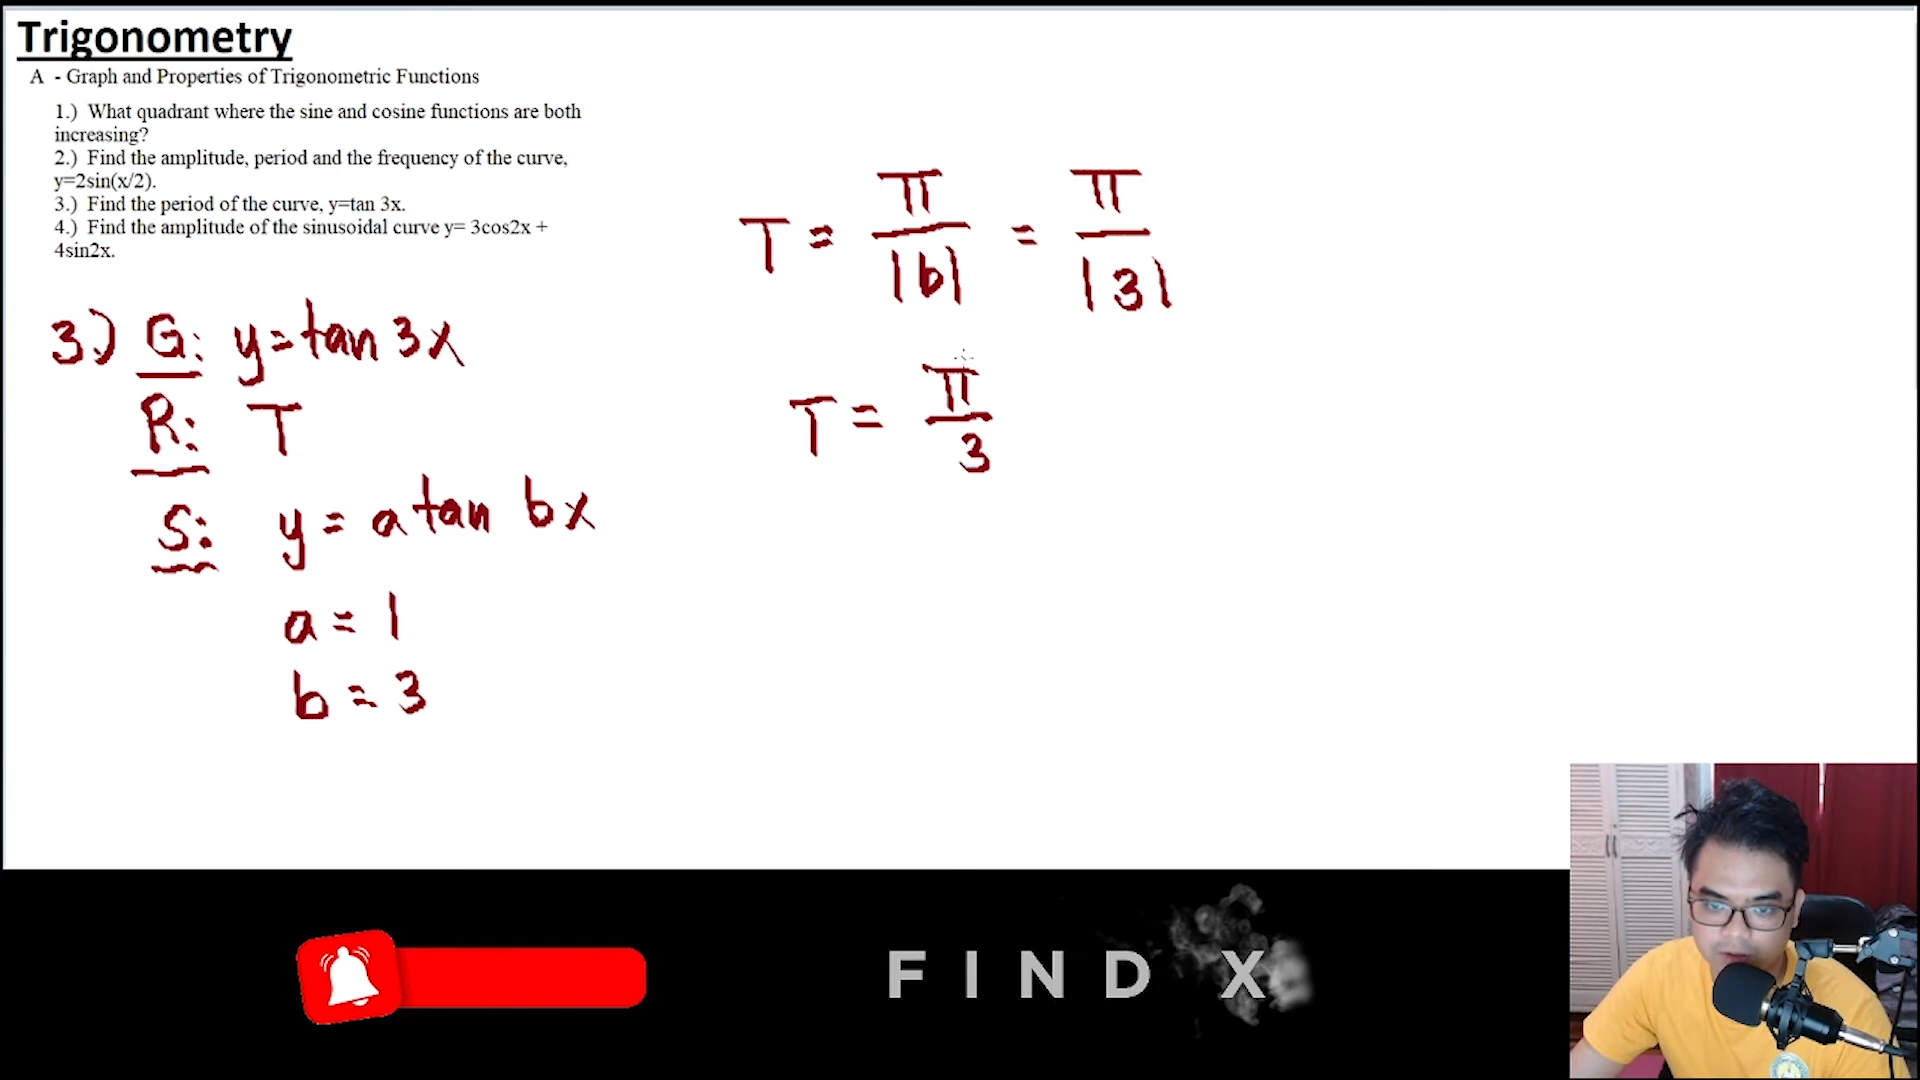 Trigonometry
A - Graph and Properties of Trigonometric Functions
1.) What quadrant where the sine and cosine functions are both
increasing?
2.) Find the amplitude, period and the frequency of the curve,
y=2sin(x/2).
3.) Find the period of the curve, y=tan 3x.
4.) Find the amplitude of the sinusoidal curve y= 3cos2x +
4sin2x.
3.) G: y=tan 3x
R: T
S: y = a tan bx
a = 1
b = 3
T = π/|b| = π/|3|
T = π/3
FIND X